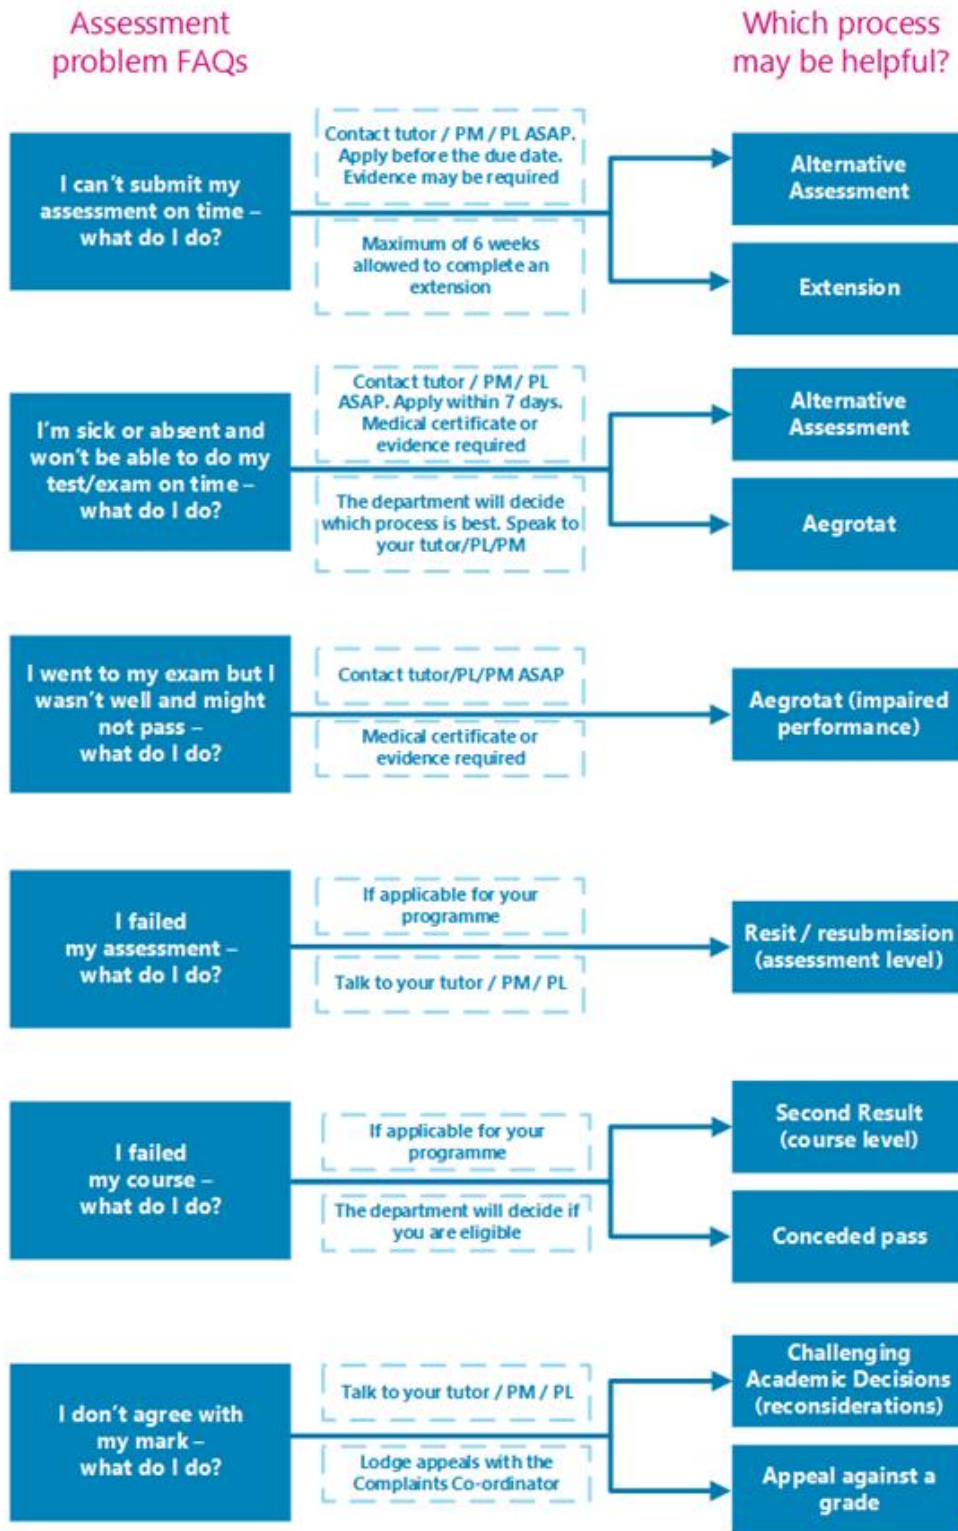 Assessment
problem FAQs
Which process
may be helpful?
I can't submit my
assessment on time –
what do I do?
Contact tutor / PM / PL ASAP.
Apply before the due date.
Evidence may be required
Maximum of 6 weeks
allowed to complete an
extension
Alternative
Assessment
Extension
I'm sick or absent and
won't be able to do my
test/exam on time –
what do I do?
Contact tutor / PM / PL
ASAP. Apply within 7 days.
Medical certificate or
evidence required
The department will decide
which process is best. Speak to
your tutor/PL/PM
Alternative
Assessment
Aegrotat
I went to my exam but I
wasn't well and might
not pass –
what do I do?
Contact tutor/PL/PM ASAP
Medical certificate or
evidence required
Aegrotat (impaired
performance)
I failed
my assessment –
what do I do?
If applicable for your
programme
Talk to your tutor / PM / PL
Resit / resubmission
(assessment level)
I failed
my course –
what do I do?
If applicable for your
programme
The department will decide if
you are eligible
Second Result
(course level)
Conceded pass
I don't agree with
my mark –
what do I do?
Talk to your tutor / PM / PL
Lodge appeals with the
Complaints Co-ordinator
Challenging
Academic Decisions
(reconsiderations)
Appeal against a
grade